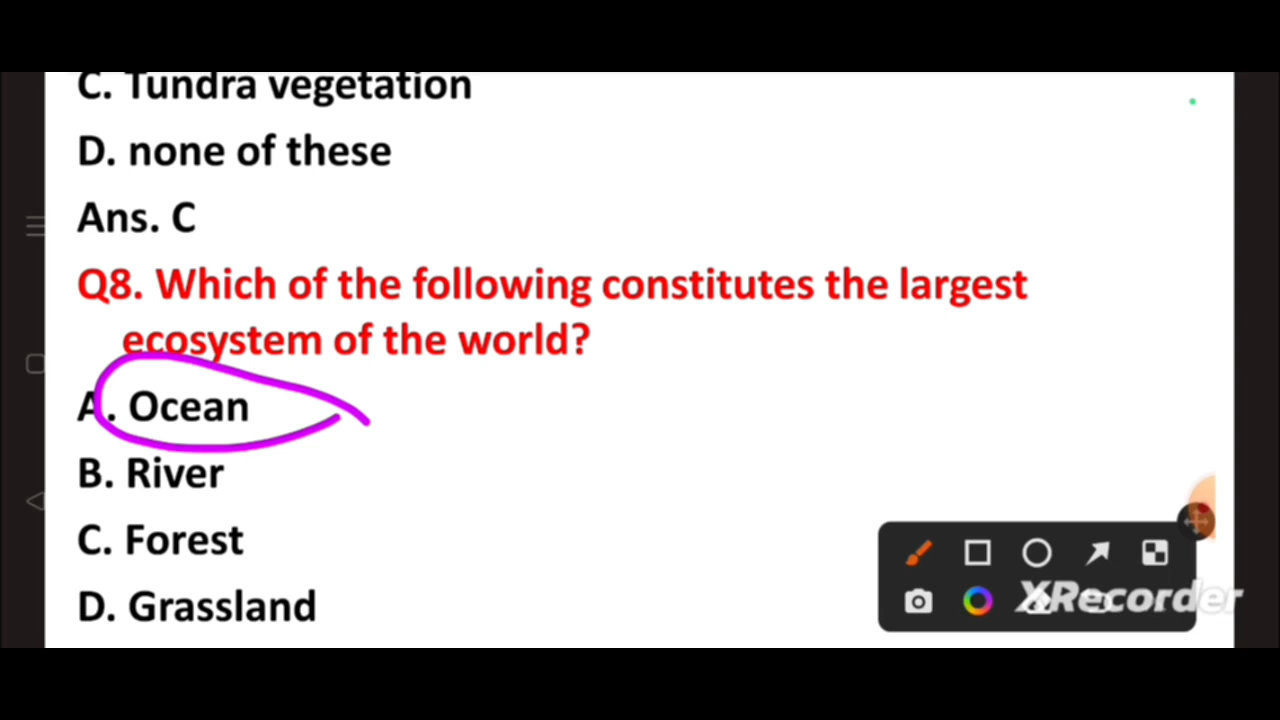 C. Tundra vegetation
D. none of these
Ans. C
Q8. Which of the following constitutes the largest
ecosystem of the world?
A. Ocean
B. River
C. Forest
D. Grassland
XRecorder